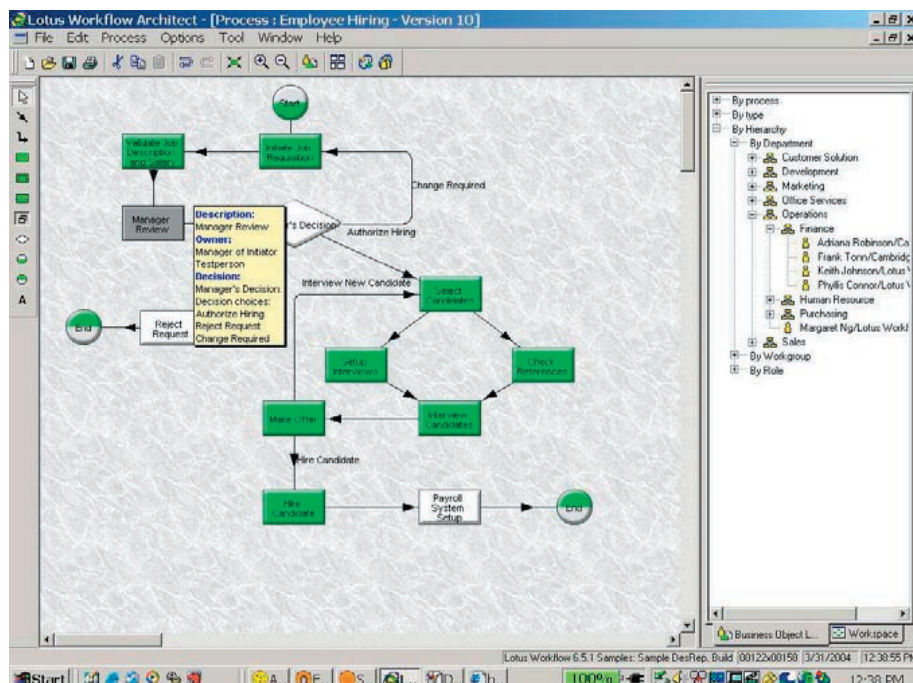 Lotus Workflow Architect - [Process : Employee Hiring - Version 10]
File Edit Process Options Tool Window Help
Start
Validate Job
Description
and Salary
Initiate Job
Requisition
Change Required
Manager
Review
Description:
Manager Review
Owner:
Manager of Initiator
Testperson
Decision:
Manager's Decision:
Decision choices:
Authorize Hiring
Reject Request
Change Required
's Decision
Authorize Hiring
Interview New Candidate
Select
Candidates
End
Reject
Request
Setup
Interviews
Check
References
Make Offer
Interview
Candidates
Hire Candidate
Hire
Candidate
Payroll
System
Setup
End
A
By process
By type
By Hierarchy
By Department
Customer Solution
Development
Marketing
Office Services
Operations
Finance
Adriana Robinson/Ca
Frank Tonn/Cambridg
Keith Johnson/Lotus
Phyllis Connor/Lotus
Human Resource
Purchasing
Margaret Ng/Lotus Workf
Sales
By Workgroup
By Role
Business Object L... Workspace
Lotus Workflow 6.5.1 Samples: Sample DesRep, Build 00122x00158 3/31/2004 12:38:55 P
Start 100% 12:38 PM